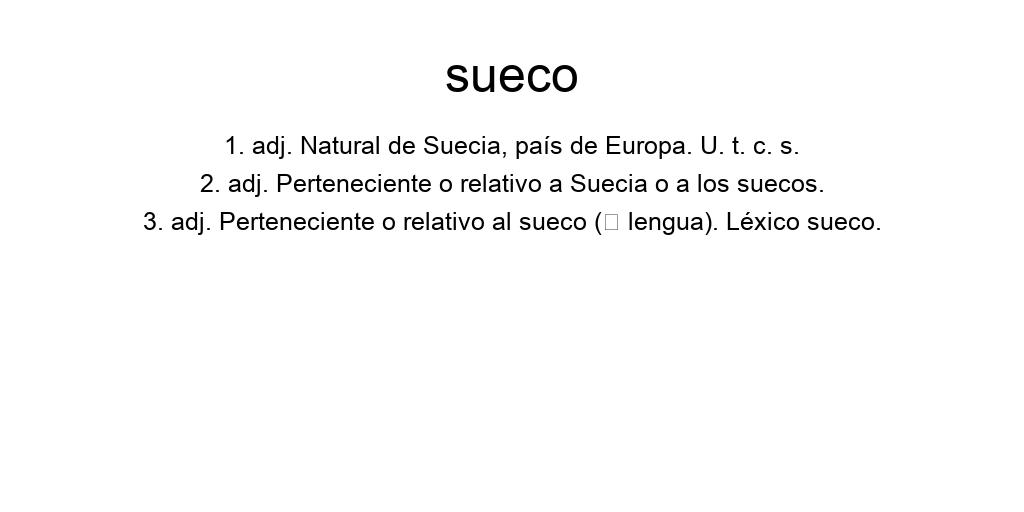 sueco
1. adj. Natural de Suecia, país de Europa. U. t. c. s.
2. adj. Perteneciente o relativo a Suecia o a los suecos.
3. adj. Perteneciente o relativo al sueco (□ lengua). Léxico sueco.